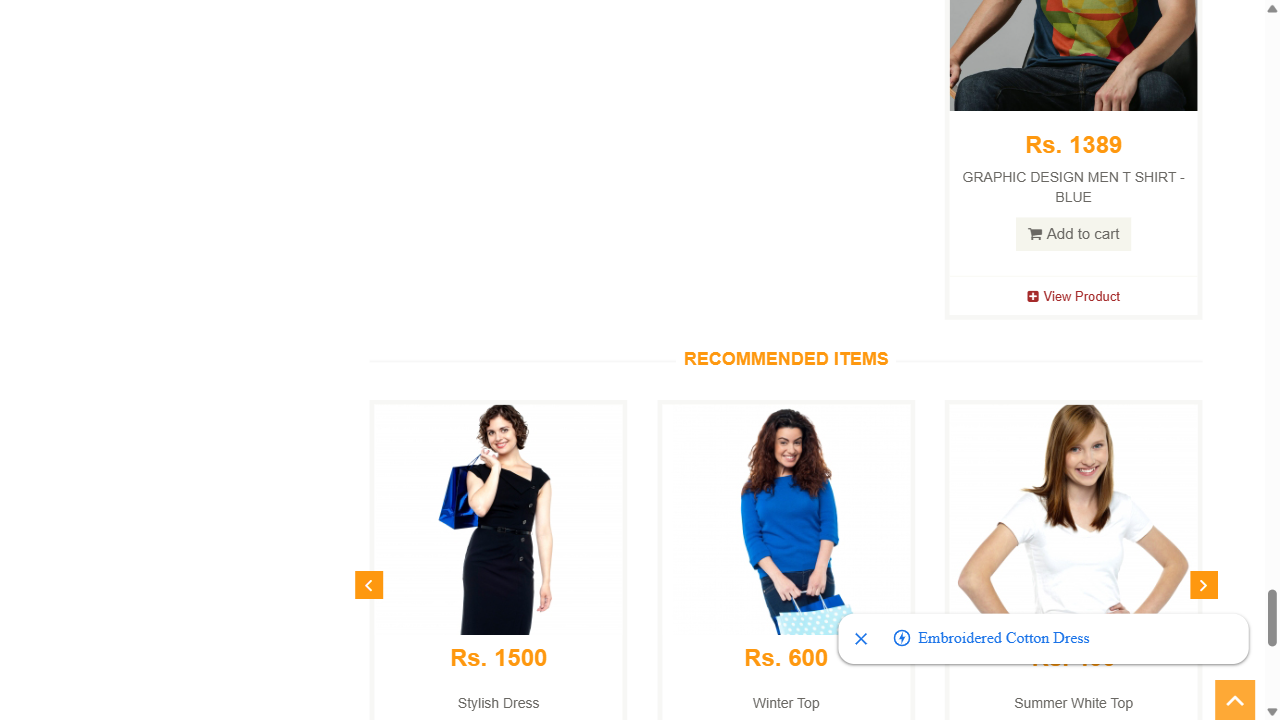 Rs. 1389
GRAPHIC DESIGN MEN T SHIRT -
BLUE
Add to cart
View Product
RECOMMENDED ITEMS
Embroidered Cotton Dress
Rs. 1500
Rs. 600
Stylish Dress
Winter Top
Summer White Top